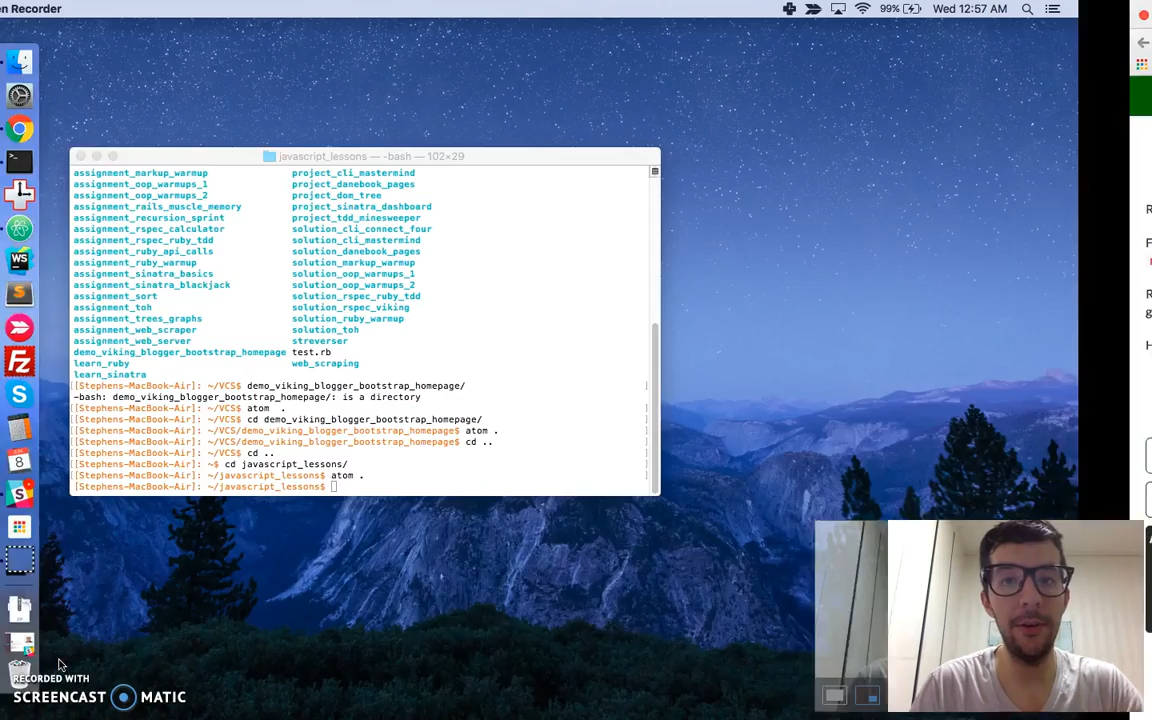 en Recorder
99%
Wed 12:57 AM
javascript_lessons — -bash — 102×29
assignment_markup_warmup project_cli_mastermind
assignment_oop_warmups_1 project_danebook_pages
assignment_oop_warmups_2 project_dom_tree
assignment_rails_muscle_memory project_sinatra_dashboard
assignment_recursion_sprint project_tdd_minesweeper
assignment_rspec_calculator solution_cli_connect_four
assignment_rspec_ruby_tdd solution_cli_mastermind
assignment_ruby_api_calls solution_danebook_pages
assignment_ruby_warmup solution_markup_warmup
assignment_sinatra_basics solution_oop_warmups_1
assignment_sinatra_blackjack solution_oop_warmups_2
assignment_sort solution_rspec_ruby_tdd
assignment_toh solution_rspec_viking
assignment_trees_graphs solution_ruby_warmup
assignment_web_scraper solution_toh
assignment_web_server streverser
demo_viking_blogger_bootstrap_homepage test.rb
learn_ruby web_scraping
learn_sinatra
[[Stephens-MacBook-Air]: ~/VCS$ demo_viking_blogger_bootstrap_homepage/ ]
-bash: demo_viking_blogger_bootstrap_homepage/: is a directory
[[Stephens-MacBook-Air]: ~/VCS$ atom  . ]
[[Stephens-MacBook-Air]: ~/VCS$ cd demo_viking_blogger_bootstrap_homepage/ ]
[[Stephens-MacBook-Air]: ~/VCS/demo_viking_blogger_bootstrap_homepage$ atom . ]
[[Stephens-MacBook-Air]: ~/VCS/demo_viking_blogger_bootstrap_homepage$ cd .. ]
[[Stephens-MacBook-Air]: ~/VCS$ cd .. ]
[[Stephens-MacBook-Air]: ~$ cd javascript_lessons/ ]
[[Stephens-MacBook-Air]: ~/javascript_lessons$ atom . ]
[Stephens-MacBook-Air]: ~/javascript_lessons$
WS
Fz
8
RECORDED WITH
SCREENCAST MATIC
R
F
R
g
H